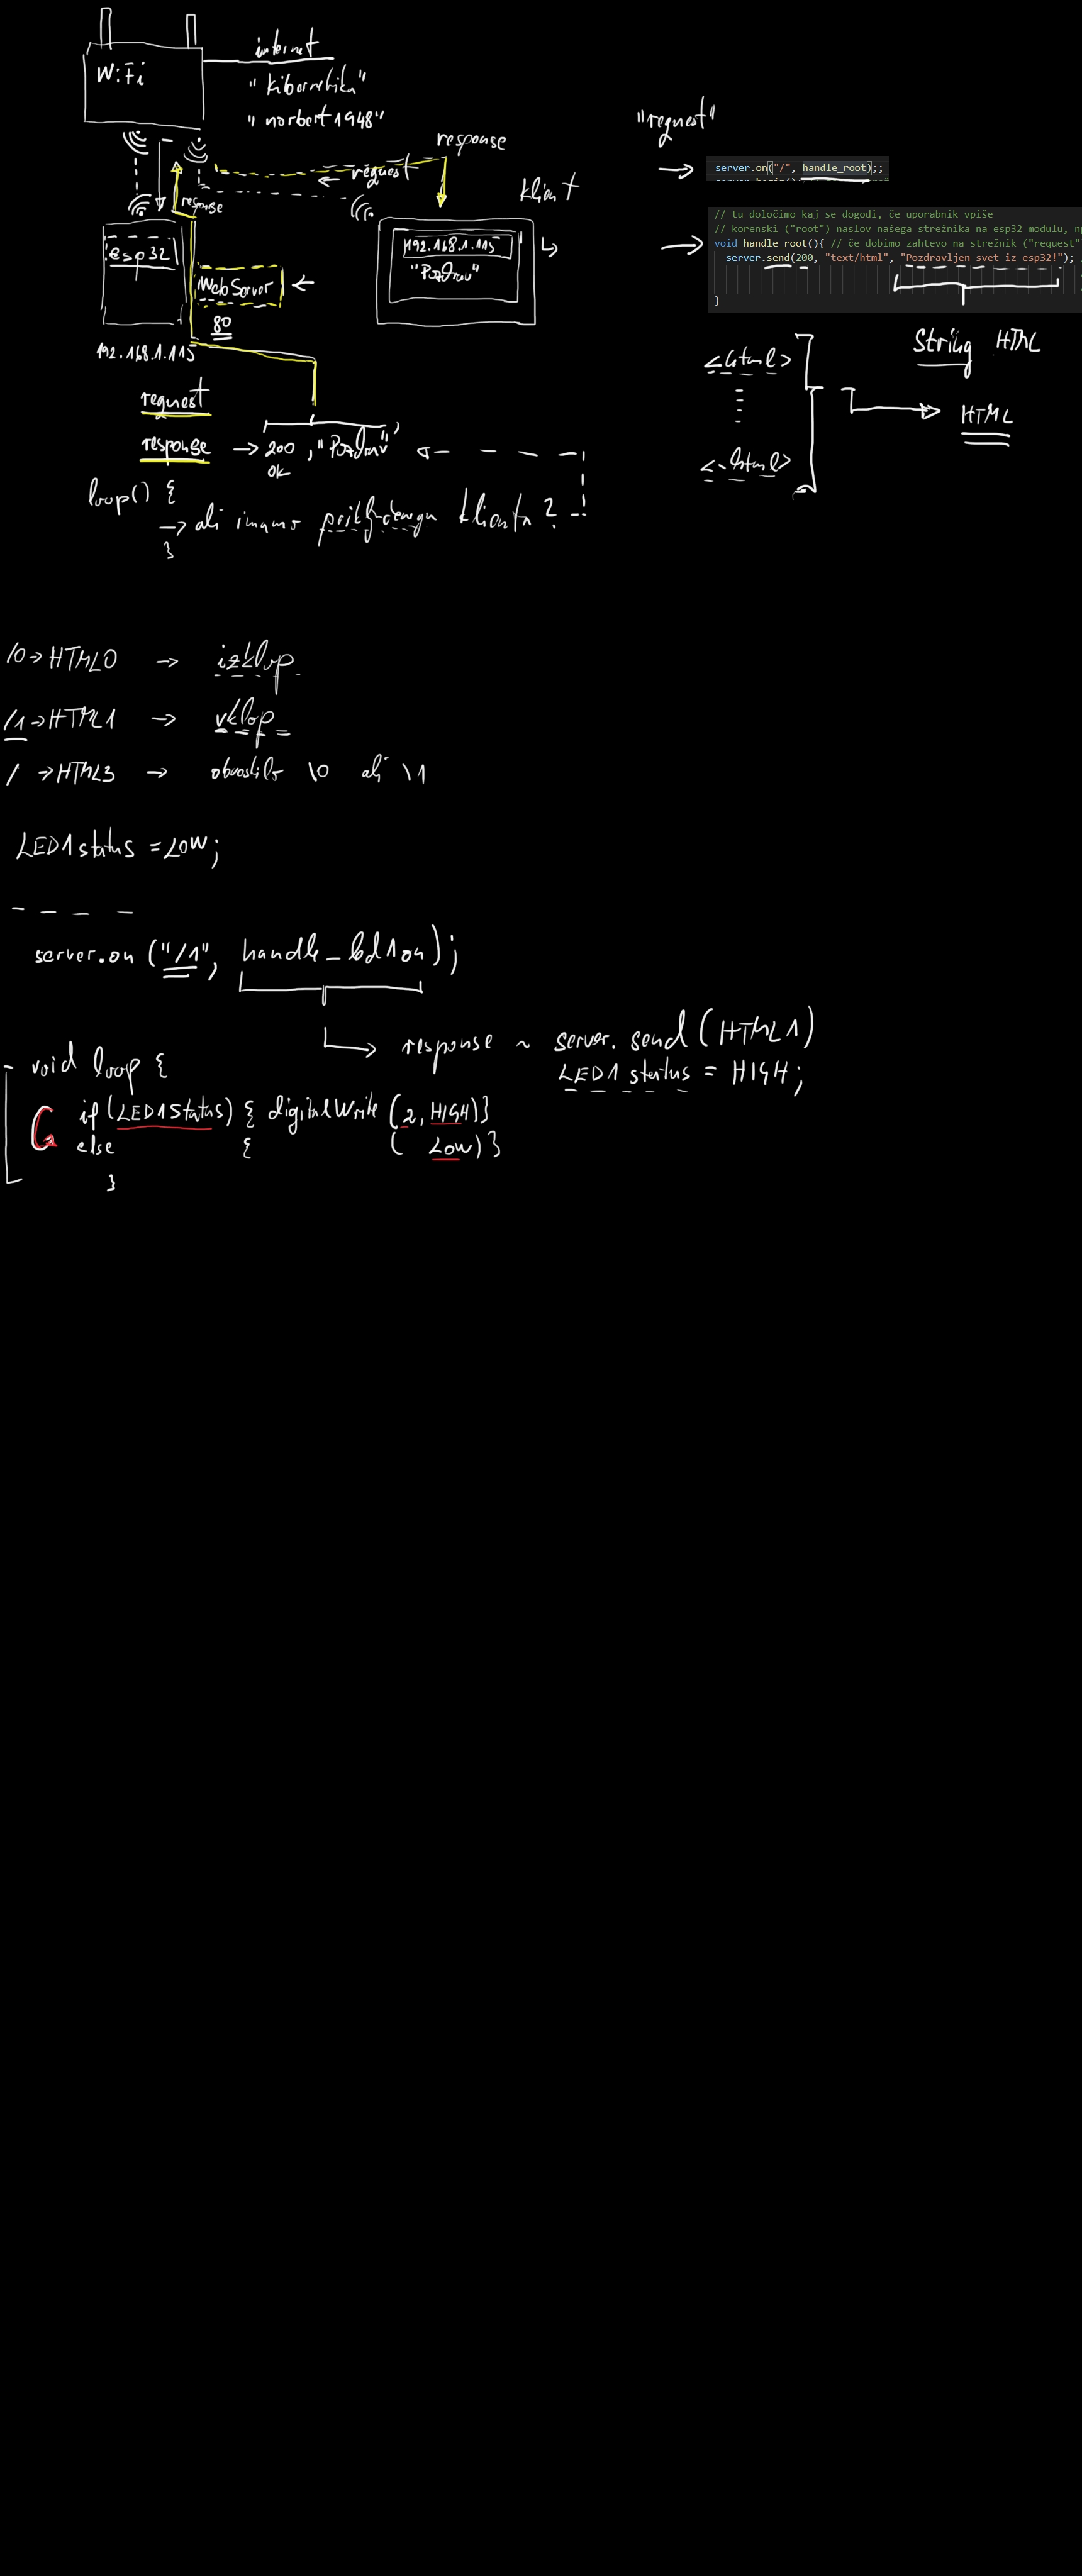 WiFi
internet
"kibernetika"
"norbert1948"
response
request
response
klient
esp32
WebServer
80
192.168.1.115
"Pozdrav"
192.168.1.115
request
response → 200, "Pozdrav"
OK
loop() {
→ ali imamo priključenega klienta?
}
"request"
→ server.on("/", handle_root);;
// tu določimo kaj se dogodi, če uporabnik vpiše
// korenski ("root") naslov našega strežnika na esp32 modulu, np
→ void handle_root(){ // če dobimo zahtevo na strežnik ("request"
server.send(200, "text/html", "Pozdravljen svet iz esp32!");
}
String HTML
<html>
HTML
<-html>
/0 → HTML0 → izklop
/1 → HTML1 → vklop
/ → HTML3 → obvestilo \0 ali \1
LED1status = LOW;
server.on ("/1", handle_led1on);
response ~ server.send(HTML1)
LED1status = HIGH;
void loop {
if (LED1Status) { digitalWrite (2, HIGH)}
else { ( LOW) }
}